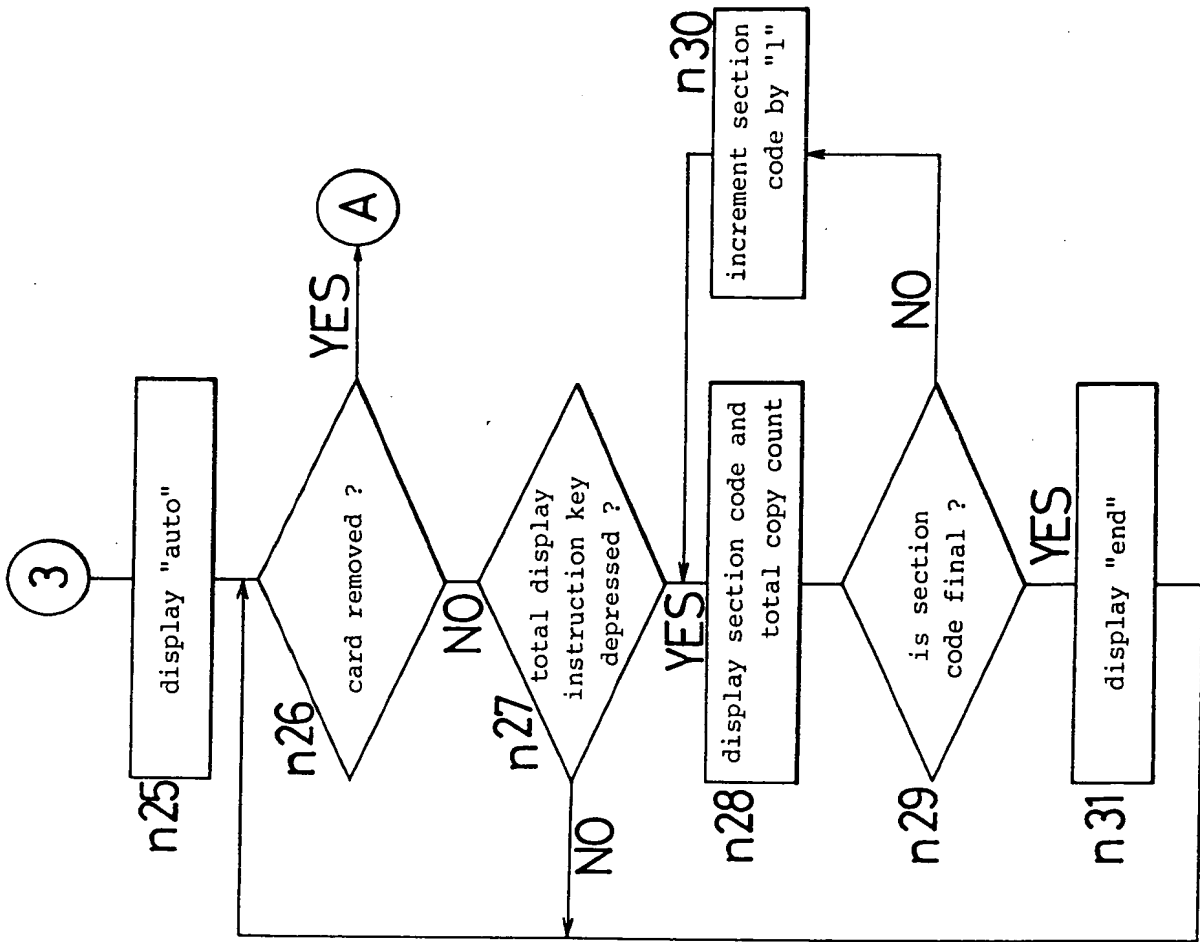 3
n25
display "auto"
n26
card removed ?
YES
A
NO
n27
total display
instruction key
depressed ?
NO
YES
n28
display section code and
total copy count
n30
increment section
code by "1"
n29
is section
code final ?
NO
YES
n31
display "end"